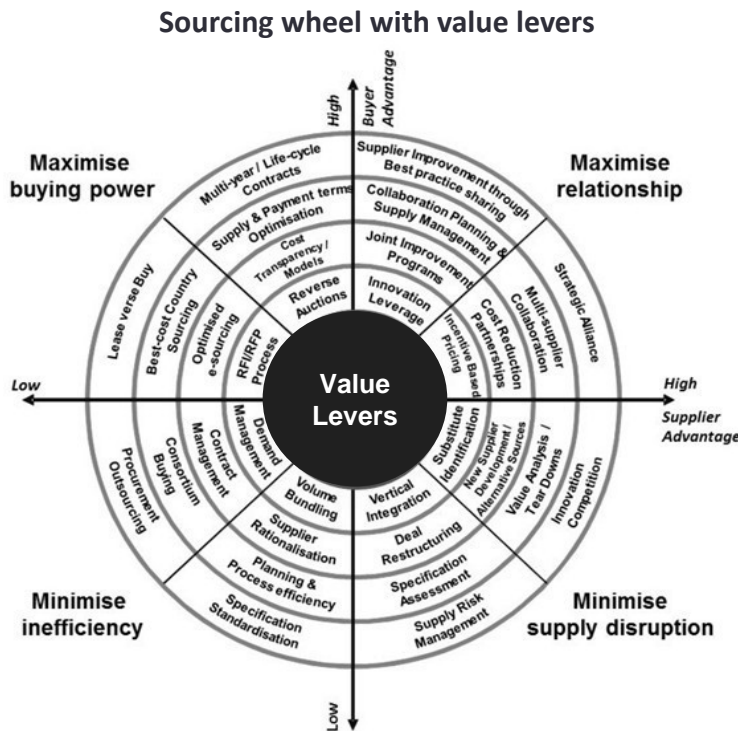 Sourcing wheel with value levers
High
Buyer
Advantage
Maximise
buying power
Maximise
relationship
Multi-year / Life-cycle
Contracts
Supply & Payment terms
Optimisation
Cost
Transparency /
Models
Reverse
Auctions
Lease verse Buy
Best-cost Country
Sourcing
Optimised
e-sourcing
RFI/RFP
Process
Supplier Improvement through
Best practice sharing
Collaboration Planning &
Supply Management
Joint Improvement
Programs
Innovation
Leverage
Strategic Alliance
Multi-supplier
Collaboration
Cost Reduction
Partnerships
Incentive Based
Pricing
Value
Levers
Low
High
Supplier
Advantage
Procurement
Outsourcing
Consortium
Buying
Contract
Management
Demand
Management
Volume
Bundling
Supplier
Rationalisation
Planning &
Process efficiency
Specification
Standardisation
Substitute
Identification
New Supplier
Development /
Alternative Sources
Value Analysis /
Tear Downs
Innovation
Competition
Vertical
Integration
Deal
Restructuring
Specification
Assessment
Supply Risk
Management
Minimise
inefficiency
Minimise
supply disruption
Low